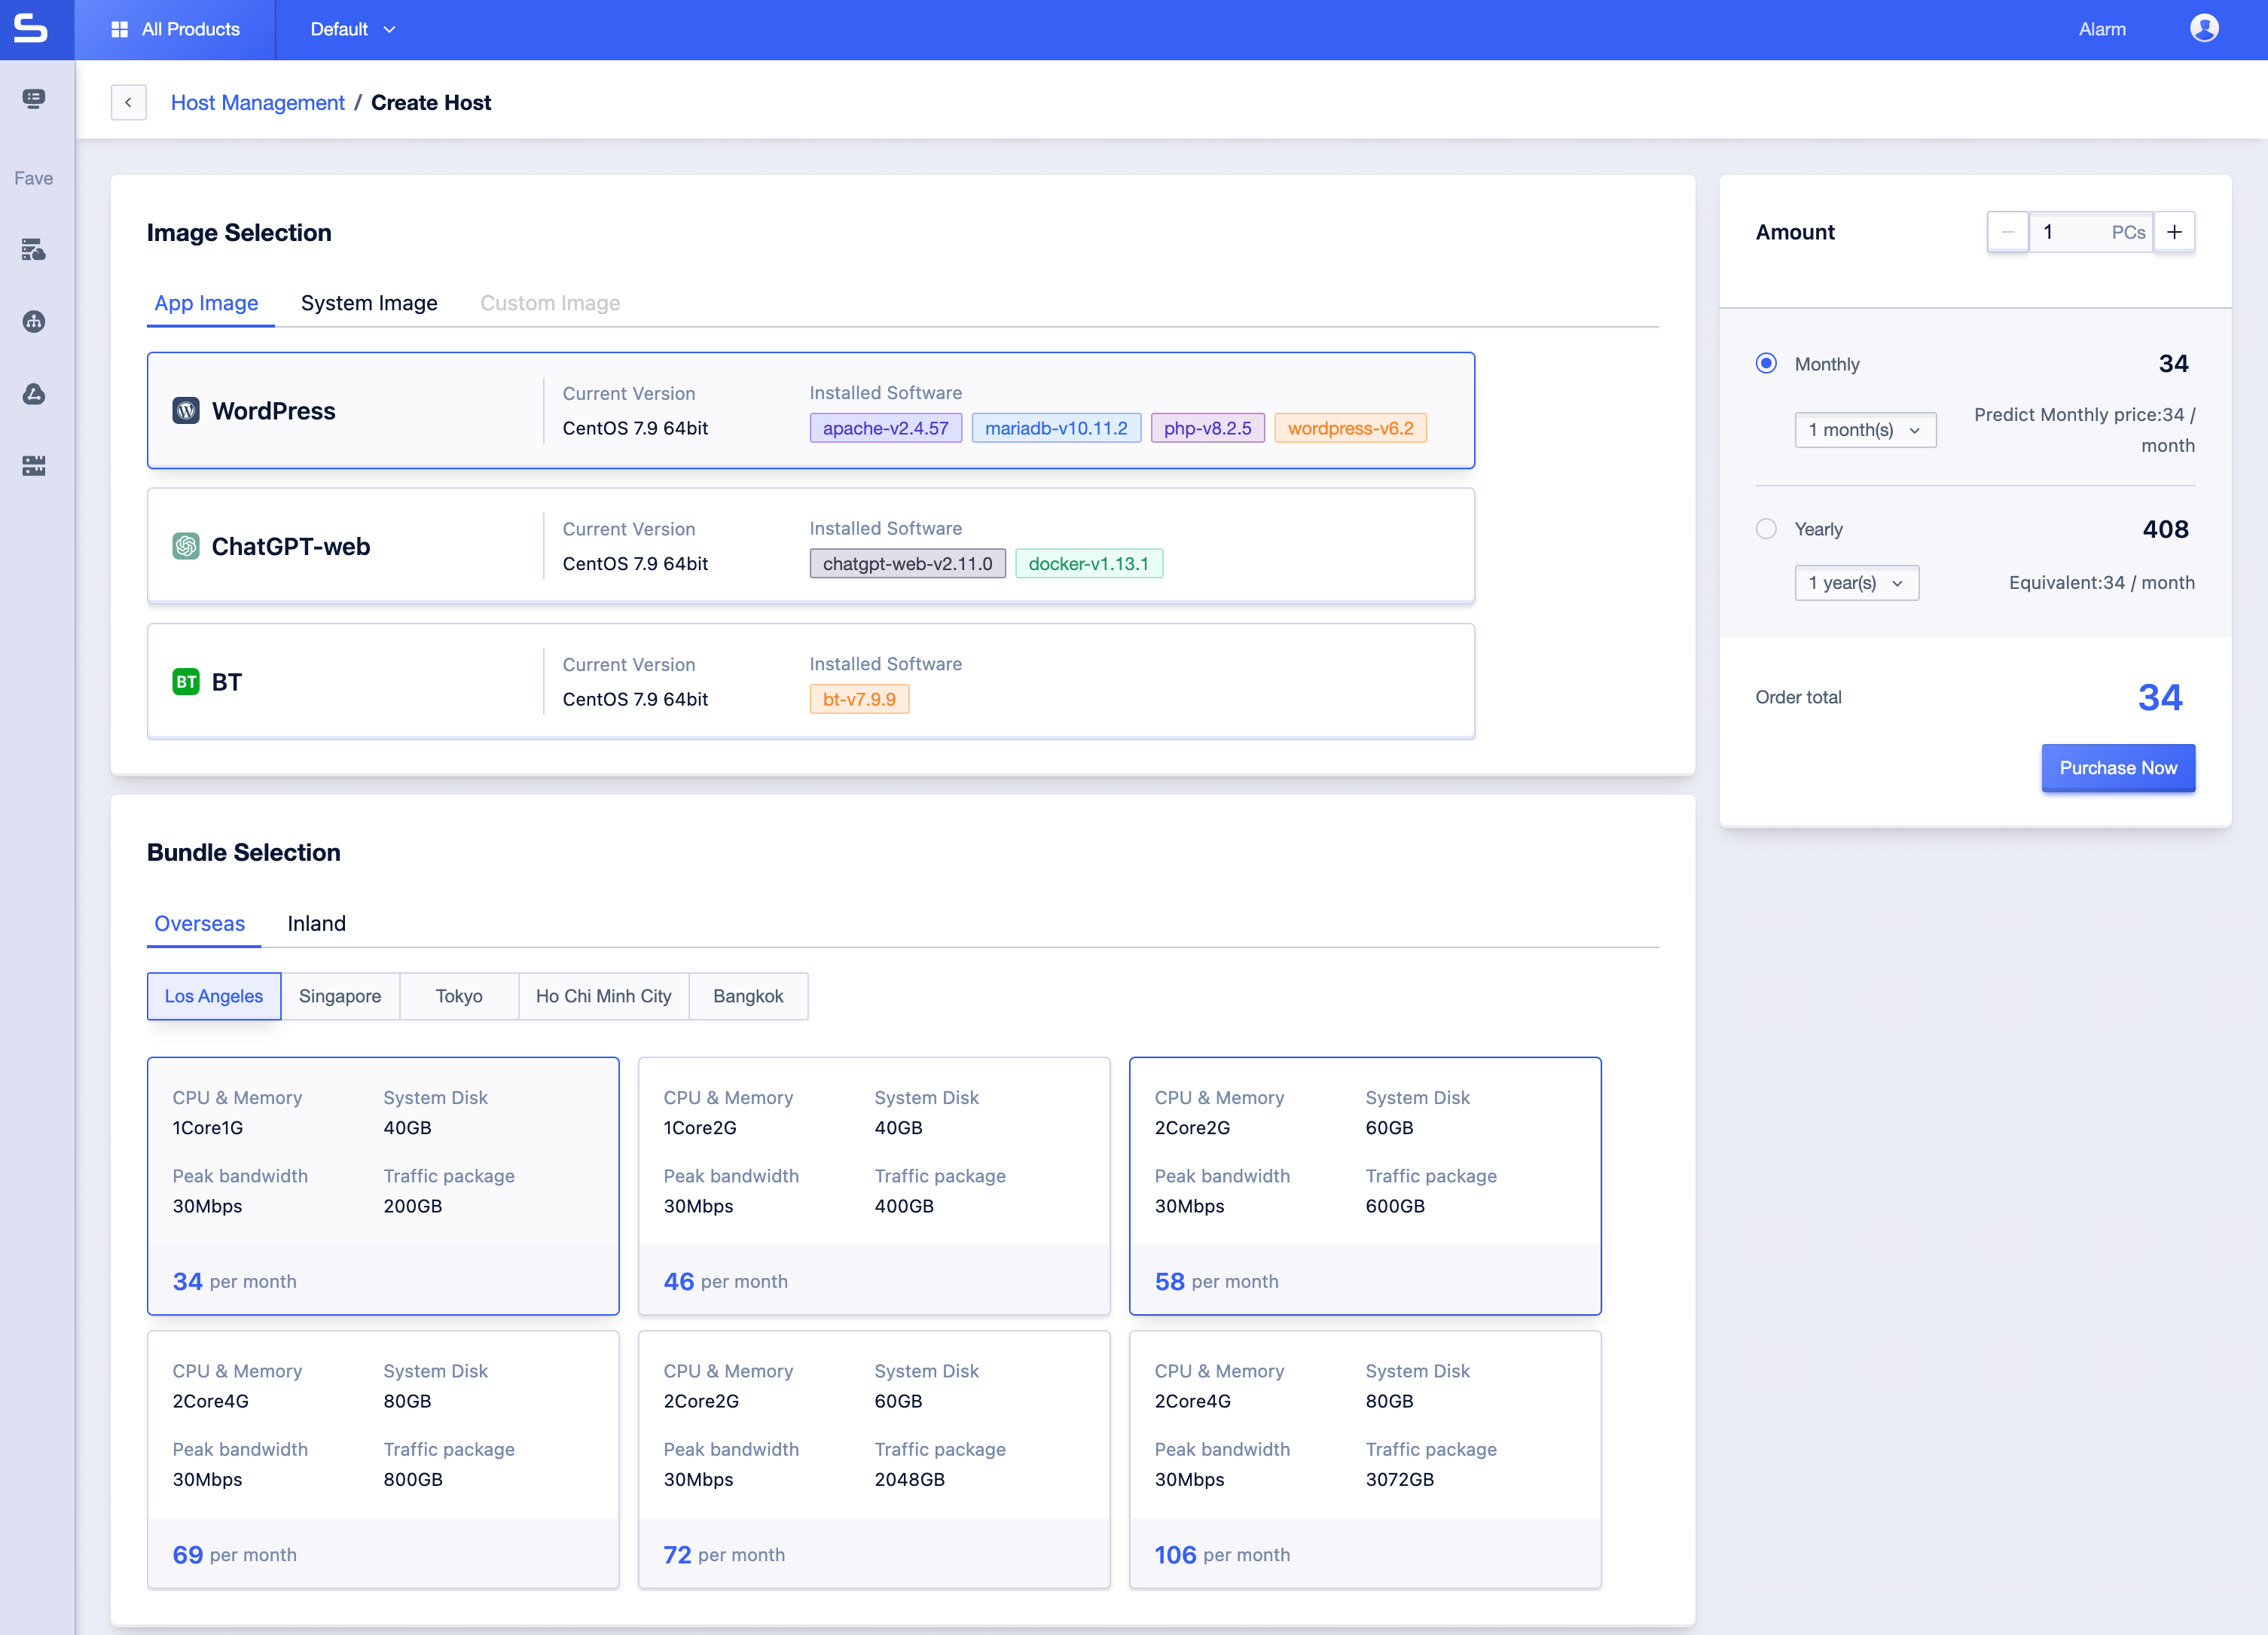 All Products
Default
Alarm
Fave
Host Management / Create Host
Image Selection
App Image
System Image
Custom Image
WordPress
Current Version
CentOS 7.9 64bit
Installed Software
apache-v2.4.57
mariadb-v10.11.2
php-v8.2.5
wordpress-v6.2
ChatGPT-web
Current Version
CentOS 7.9 64bit
Installed Software
chatgpt-web-v2.11.0
docker-v1.13.1
BT
BT
Current Version
CentOS 7.9 64bit
Installed Software
bt-v7.9.9
Bundle Selection
Overseas
Inland
Los Angeles
Singapore
Tokyo
Ho Chi Minh City
Bangkok
CPU & Memory
1Core1G
System Disk
40GB
Peak bandwidth
30Mbps
Traffic package
200GB
34 per month
CPU & Memory
1Core2G
System Disk
40GB
Peak bandwidth
30Mbps
Traffic package
400GB
46 per month
CPU & Memory
2Core2G
System Disk
60GB
Peak bandwidth
30Mbps
Traffic package
600GB
58 per month
CPU & Memory
2Core4G
System Disk
80GB
Peak bandwidth
30Mbps
Traffic package
800GB
69 per month
CPU & Memory
2Core2G
System Disk
60GB
Peak bandwidth
30Mbps
Traffic package
2048GB
72 per month
CPU & Memory
2Core4G
System Disk
80GB
Peak bandwidth
30Mbps
Traffic package
3072GB
106 per month
Amount
1
PCs
Monthly
34
1 month(s)
Predict Monthly price:34 /
month
Yearly
408
1 year(s)
Equivalent:34 / month
Order total
34
Purchase Now